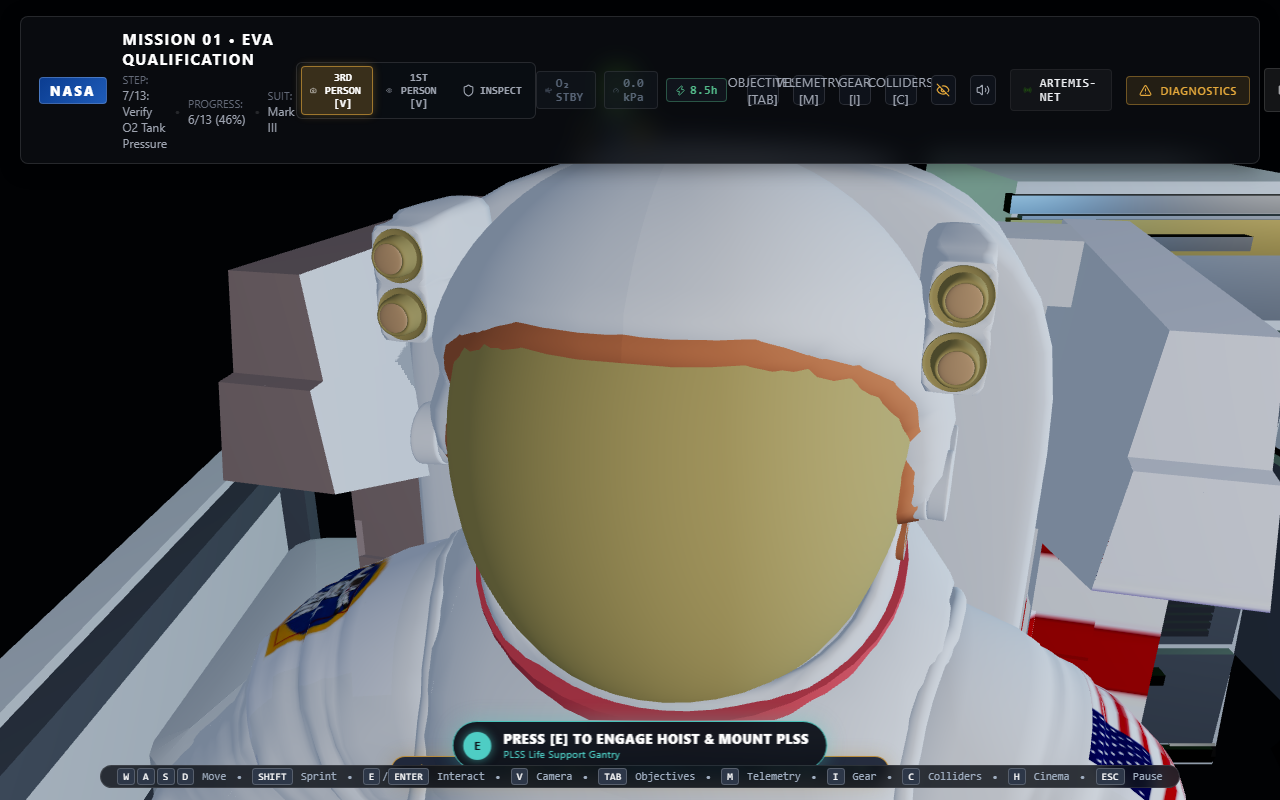 NASA
MISSION 01 • EVA
QUALIFICATION
STEP:
7/13:
Verify
O2 Tank
Pressure
PROGRESS:
6/13 (46%)
SUIT:
Mark
III
3RD
PERSON
[V]
1ST
PERSON
[V]
INSPECT
O₂
STBY
0.0
kPa
8.5h
[TAB]
TELEMETRY
[M]
GEAR
[I]
COLLIDERS
[C]
ARTEMIS-
NET
DIAGNOSTICS
E
PRESS [E] TO ENGAGE HOIST & MOUNT PLSS
PLSS Life Support Gantry
W A S D Move • SHIFT Sprint • E / ENTER Interact • V Camera • TAB Objectives • M Telemetry • I Gear • C Colliders • H Cinema • ESC Pause